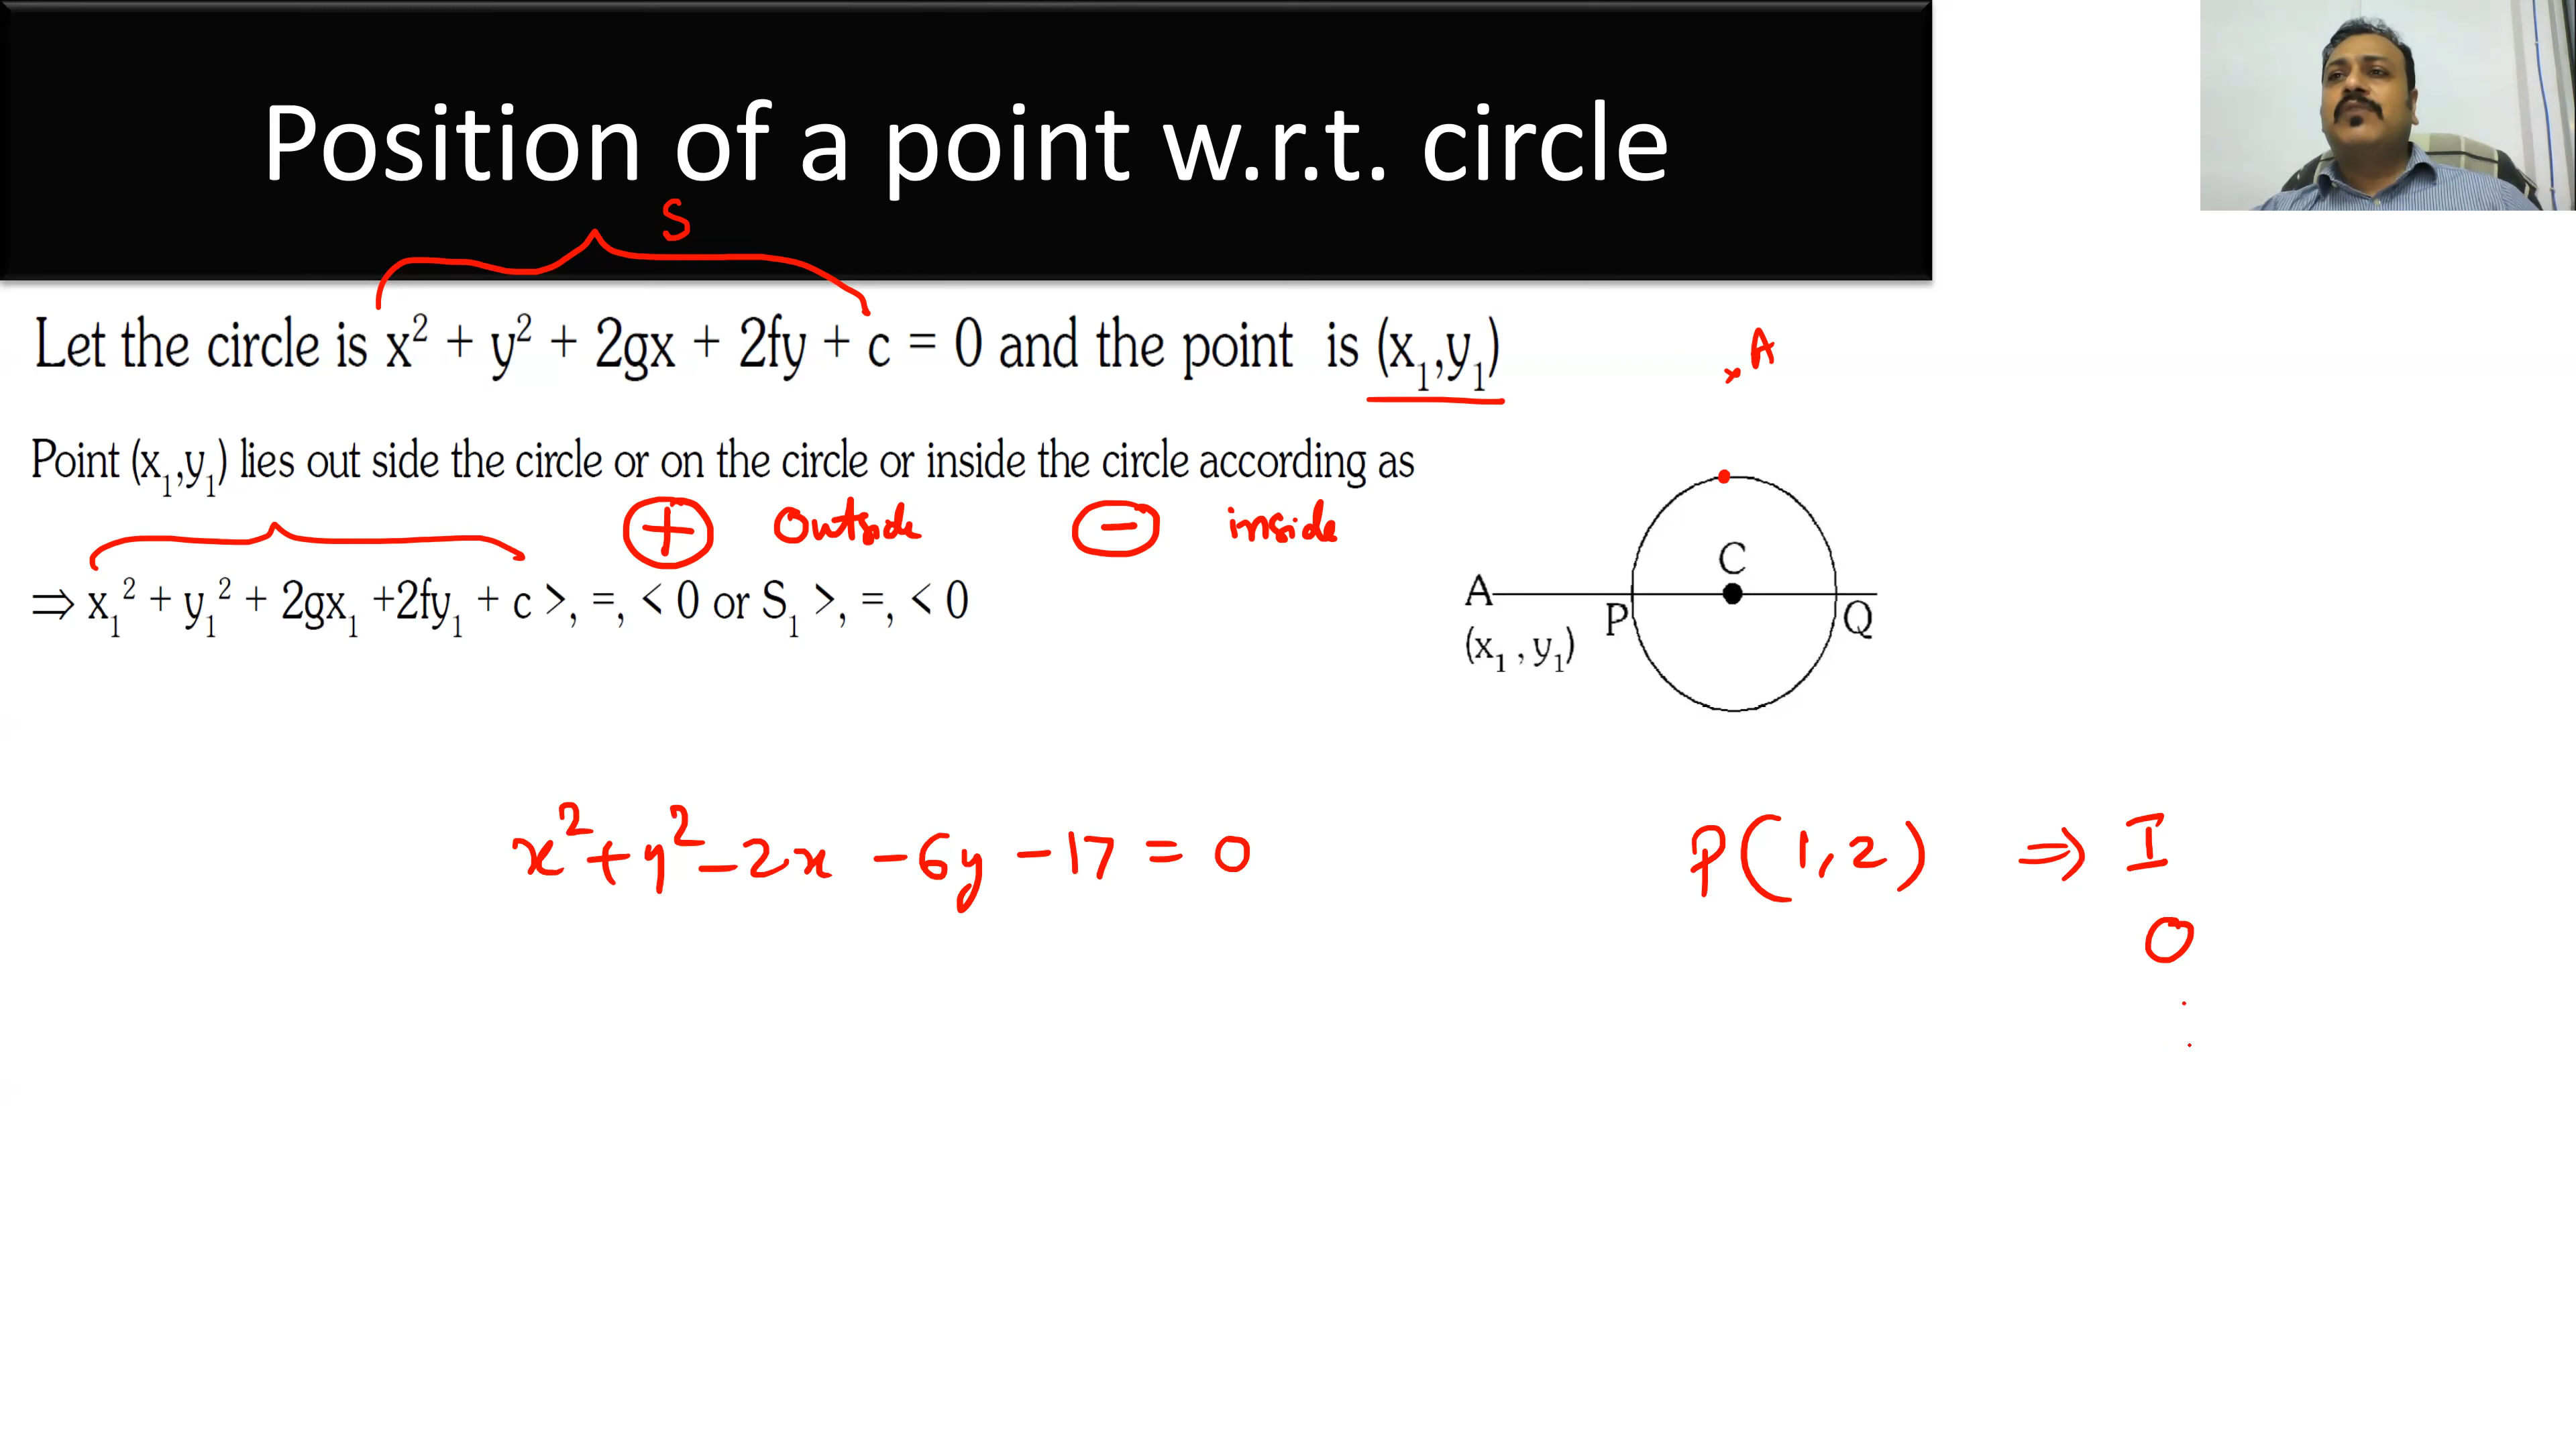 Position of a point w.r.t. circle
S
Let the circle is x² + y² + 2gx + 2fy + c = 0 and the point is (x₁,y₁)
A
Point (x₁,y₁) lies out side the circle or on the circle or inside the circle according as
+ Outside - inside
⇒ x₁² + y₁² + 2gx₁ +2fy₁ + c >, =, < 0 or S₁ >, =, < 0
C
A
P
Q
(x₁ , y₁)
x² + y² - 2x - 6y - 17 = 0
P(1,2) ⇒ I
O